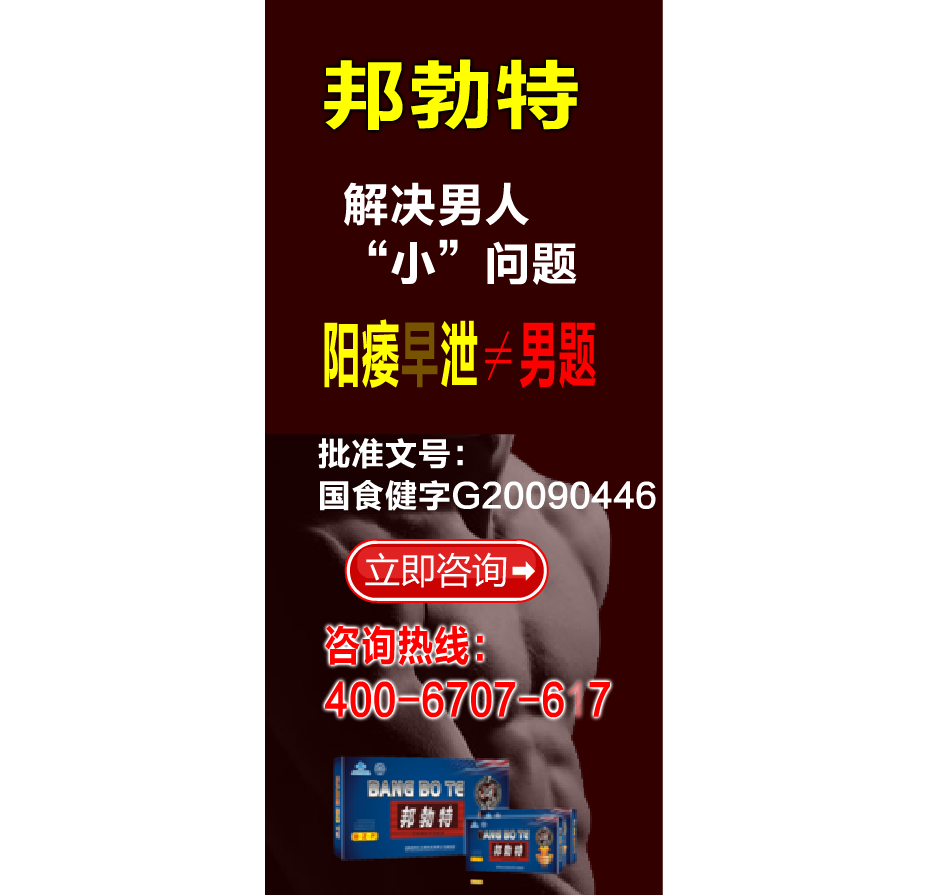 邦勃特
解决男人
“小”问题
阳痿早泄≠男题
批准文号：
国食健字G20090446
立即咨询
咨询热线：
400-6707-617
BANG BO TE
邦勃特
BANG BO TE
邦勃特